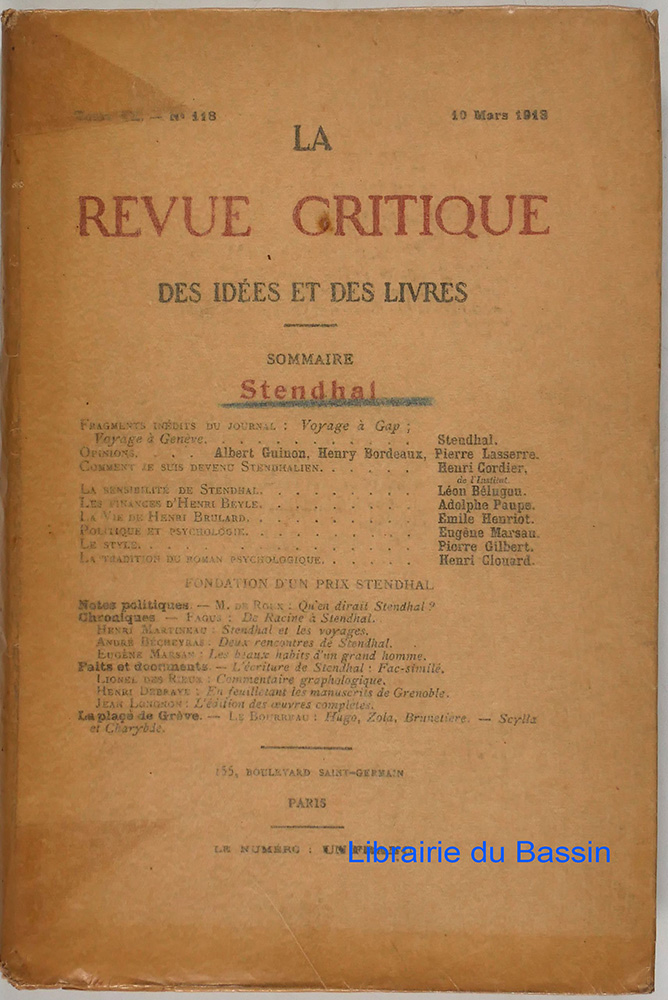 Nº 118
10 Mars 1913
LA
REVUE CRITIQUE
DES IDÉES ET DES LIVRES
SOMMAIRE
Stendhal
FRAGMENTS INÉDITS DU JOURNAL : Voyage à Gap ;
Voyage à Genève. . . . . . . . . . . . Stendhal.
OPINIONS. . . . Albert Guinon, Henry Bordeaux, Pierre Lasserre.
COMMENT JE SUIS DEVENU STENDHALIEN. . . . . . Henri Cordier,
de l'Institut.
LA SENSIBILITÉ DE STENDHAL. . . . . . . . . Léon Bélugou.
LES FINANCES D'HENRI BEYLE. . . . . . . . . Adolphe Paupe.
LA VIE DE HENRI BRULARD. . . . . . . . . . Emile Henriot.
POLITIQUE ET PSYCHOLOGIE. . . . . . . . . . Eugène Marsan.
LE STYLE. . . . . . . . . . . . . . . Pierre Gilbert.
LA TRADITION DU ROMAN PSYCHOLOGIQUE. . . . . . Henri Clouard.
FONDATION D'UN PRIX STENDHAL
Notes politiques. — M. DE ROUX : Qu'en dirait Stendhal ?
Chroniques. — FAGUS : De Racine à Stendhal.
HENRI MARTINEAU : Stendhal et les voyages.
ANDRÉ BÉCHEYRAS : Deux rencontres de Stendhal.
EUGÈNE MARSAN : Les beaux habits d'un grand homme.
Faits et documents. — L'écriture de Stendhal : Fac-similé.
LIONEL DES RIEUX : Commentaire graphologique.
HENRI DEBRAYE : En feuilletant les manuscrits de Grenoble.
JEAN LONGNON : L'édition des œuvres complètes.
La place de Grève. — LE BOURREAU : Hugo, Zola, Brunetière. — Scylla
et Charybde.
155, BOULEVARD SAINT-GERMAIN
PARIS
LE NUMÉRO : UN FRANC
Librairie du Bassin